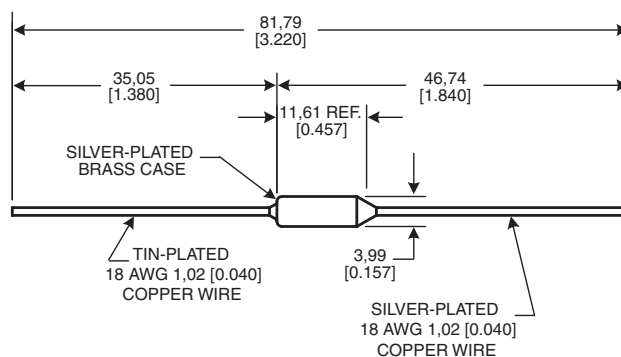 81,79
[3.220]
35,05
[1.380]
46,74
[1.840]
11,61 REF.
[0.457]
SILVER-PLATED
BRASS CASE
TIN-PLATED
18 AWG 1,02 [0.040]
COPPER WIRE
3,99
[0.157]
SILVER-PLATED
18 AWG 1,02 [0.040]
COPPER WIRE